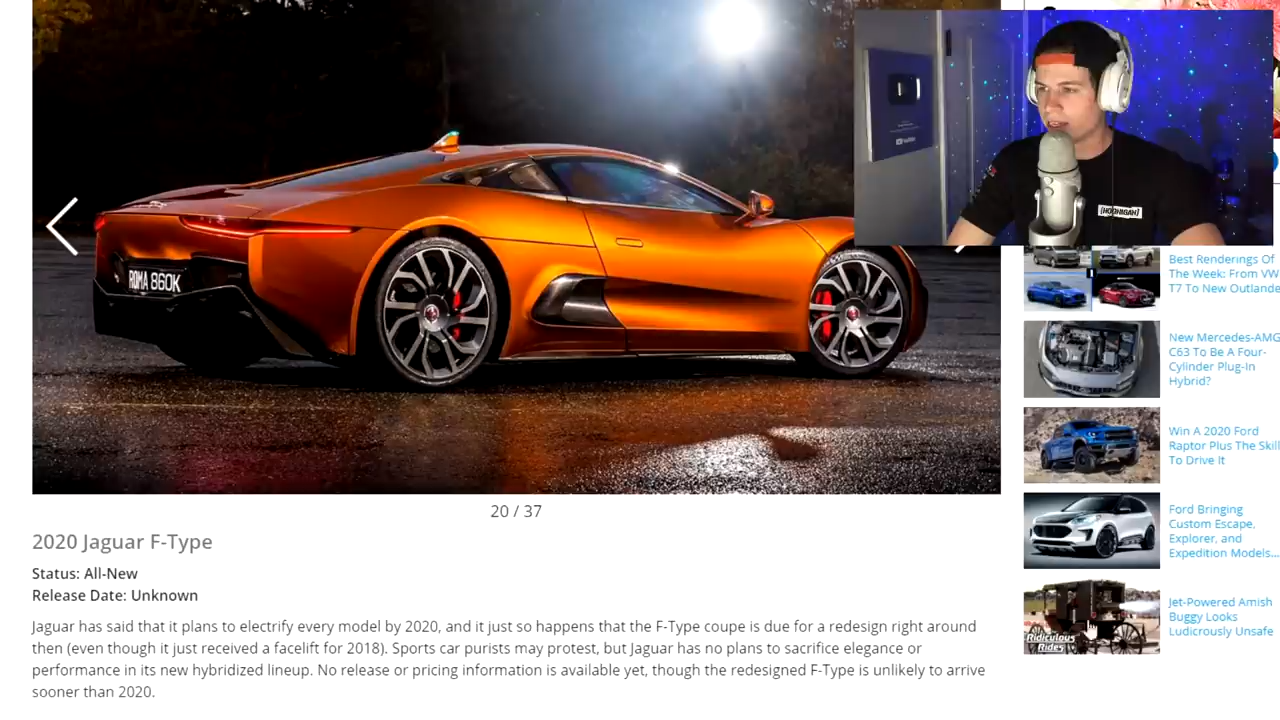 ROMA 860K
[HOONIGAN]
YouTube
20 / 37
2020 Jaguar F-Type
Status: All-New
Release Date: Unknown
Jaguar has said that it plans to electrify every model by 2020, and it just so happens that the F-Type coupe is due for a redesign right around
then (even though it just received a facelift for 2018). Sports car purists may protest, but Jaguar has no plans to sacrifice elegance or
performance in its new hybridized lineup. No release or pricing information is available yet, though the redesigned F-Type is unlikely to arrive
sooner than 2020.
Best Renderings Of
The Week: From VW
T7 To New Outlande
New Mercedes-AMG
C63 To Be A Four-
Cylinder Plug-In
Hybrid?
Win A 2020 Ford
Raptor Plus The Skill
To Drive It
Ford Bringing
Custom Escape,
Explorer, and
Expedition Models...
Jet-Powered Amish
Buggy Looks
Ludicrously Unsafe
Ridiculous
Rides